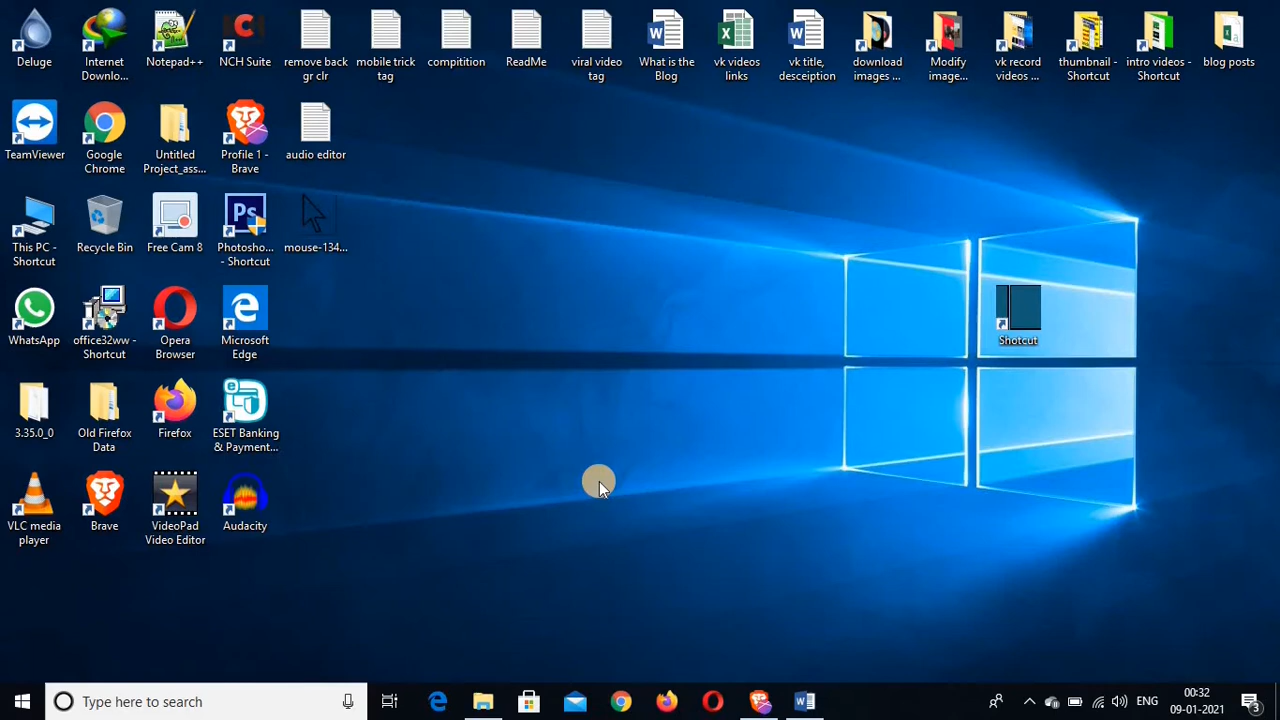 Deluge
Internet
Downlo...
Notepad++
NCH Suite
remove back
gr clr
mobile trick
tag
compitition
ReadMe
viral video
tag
What is the
Blog
vk videos
links
vk title,
desceiption
download
images ...
Modify
image...
vk record
videos ...
thumbnail -
Shortcut
intro videos -
Shortcut
blog posts
TeamViewer
Google
Chrome
Untitled
Project_ass...
Profile 1 -
Brave
audio editor
This PC -
Shortcut
Recycle Bin
Free Cam 8
Ps
Photosho...
- Shortcut
mouse-134...
Shotcut
WhatsApp
office32ww -
Shortcut
Opera
Browser
Microsoft
Edge
3.35.0_0
Old Firefox
Data
Firefox
ESET Banking
& Payment...
VLC media
player
Brave
VideoPad
Video Editor
Audacity
Type here to search
ENG
00:32
09-01-2021
3